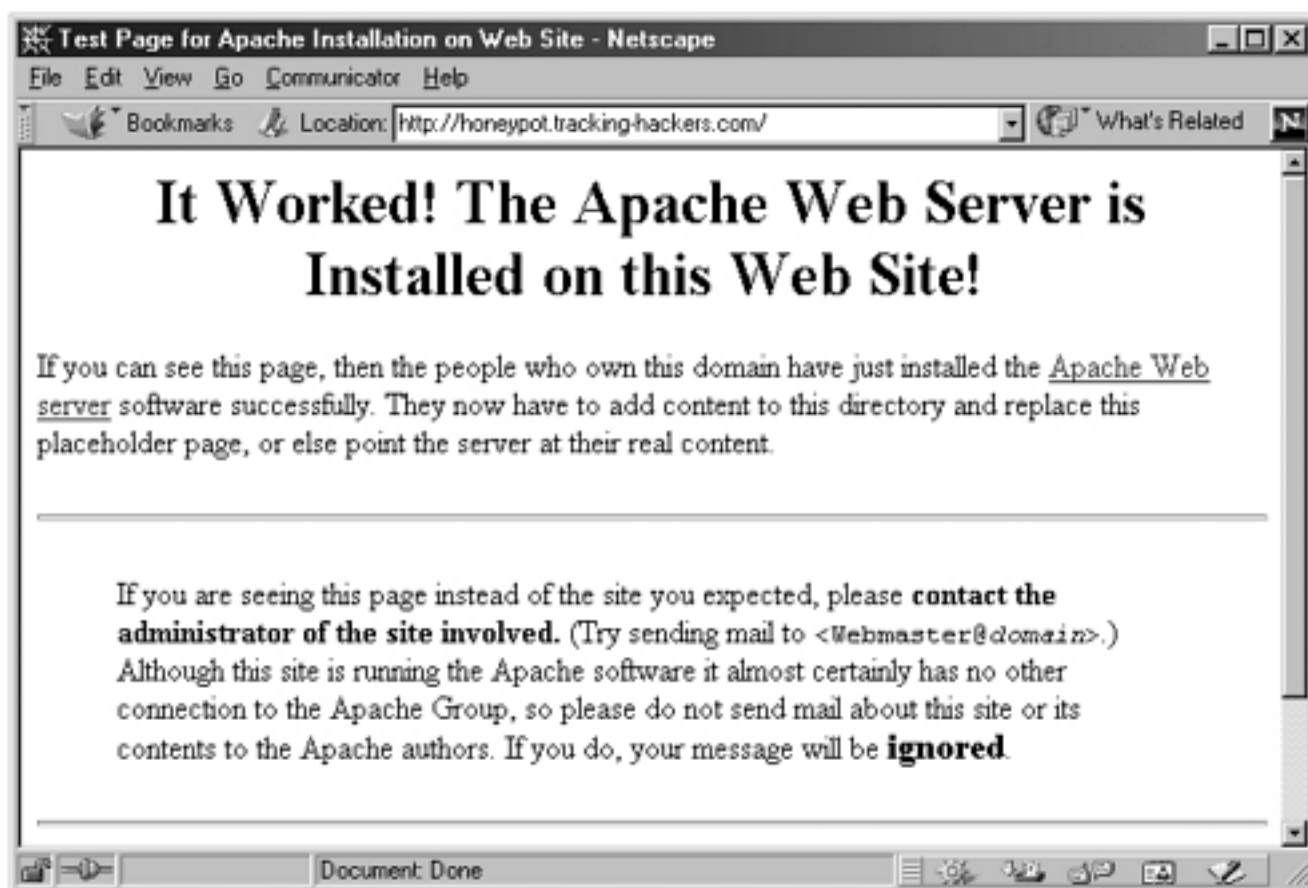 Test Page for Apache Installation on Web Site - Netscape
File Edit View Go Communicator Help
Bookmarks Location: http://honeypot.tracking-hackers.com/ What's Related N
It Worked! The Apache Web Server is
Installed on this Web Site!
If you can see this page, then the people who own this domain have just installed the Apache Web
server software successfully. They now have to add content to this directory and replace this
placeholder page, or else point the server at their real content.
If you are seeing this page instead of the site you expected, please contact the
administrator of the site involved. (Try sending mail to <Webmaster@domain>.)
Although this site is running the Apache software it almost certainly has no other
connection to the Apache Group, so please do not send mail about this site or its
contents to the Apache authors. If you do, your message will be ignored.
Document: Done